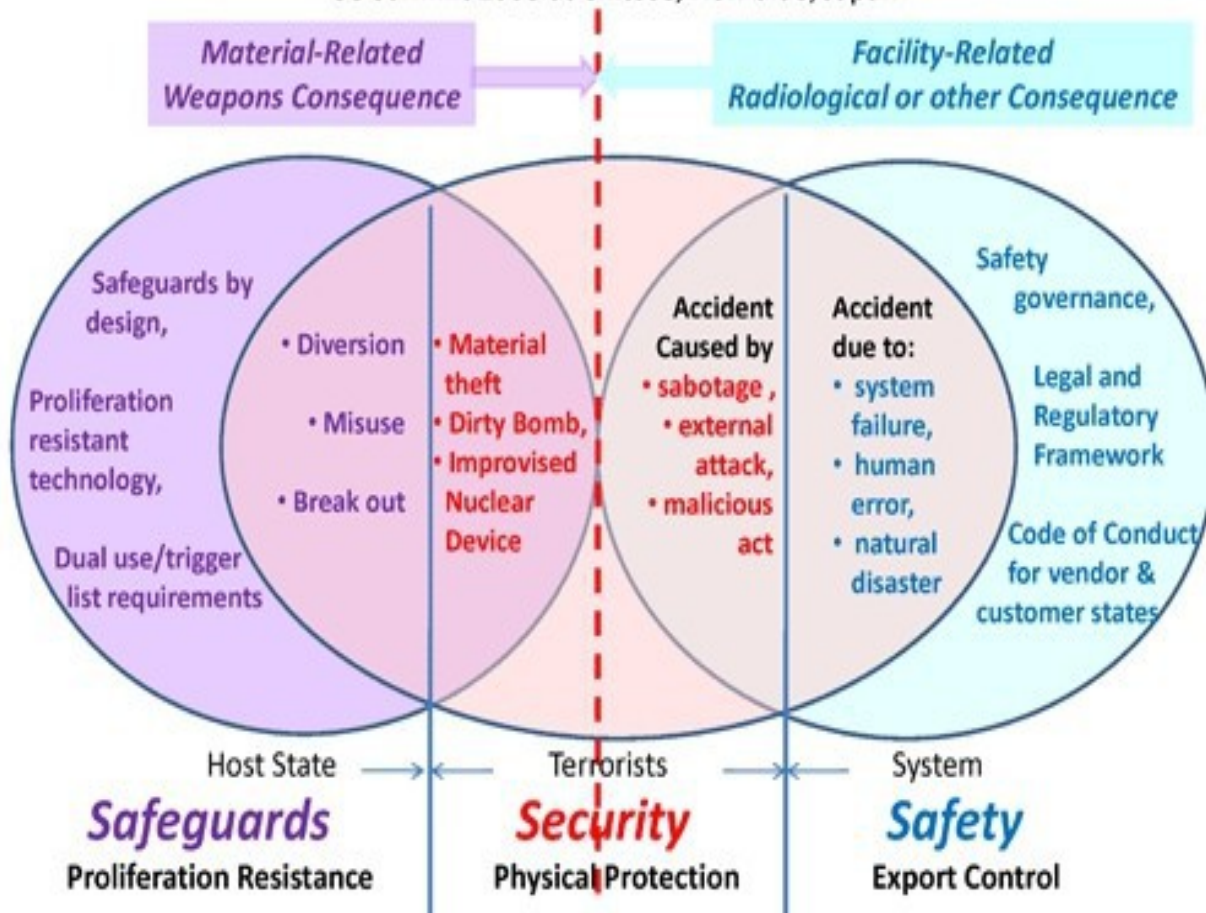 Material-Related
Weapons Consequence
Facility-Related
Radiological or other Consequence
Safeguards by
design,
Proliferation
resistant
technology,
Dual use/trigger
list requirements
• Diversion
• Misuse
• Break out
• Material
theft
• Dirty Bomb,
• Improvised
Nuclear
Device
Accident
Caused by
• sabotage ,
• external
attack,
• malicious
act
Accident
due to:
• system
failure,
• human
error,
• natural
disaster
Safety
governance,
Legal and
Regulatory
Framework
Code of Conduct
for vendor &
customer states
Host State
Terrorists
System
Safeguards
Security
Safety
Proliferation Resistance
Physical Protection
Export Control